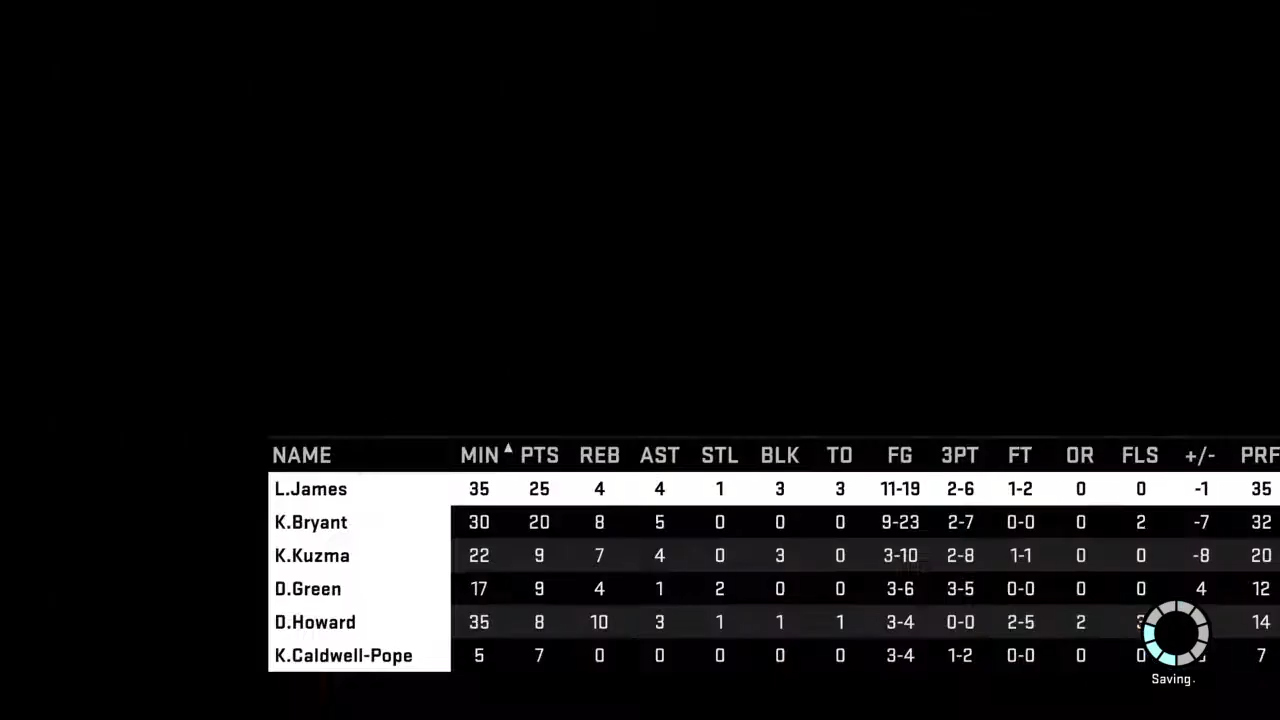 NAME MIN ▲ PTS REB AST STL BLK TO FG 3PT FT OR FLS +/- PRF
L.James 35 25 4 4 1 3 3 11-19 2-6 1-2 0 0 -1 35
K.Bryant 30 20 8 5 0 0 0 9-23 2-7 0-0 0 2 -7 32
K.Kuzma 22 9 7 4 0 3 0 3-10 2-8 1-1 0 0 -8 20
D.Green 17 9 4 1 2 0 0 3-6 3-5 0-0 0 0 4 12
D.Howard 35 8 10 3 1 1 1 3-4 0-0 2-5 2 3 14
K.Caldwell-Pope 5 7 0 0 0 0 0 3-4 1-2 0-0 0 0 7
Saving.